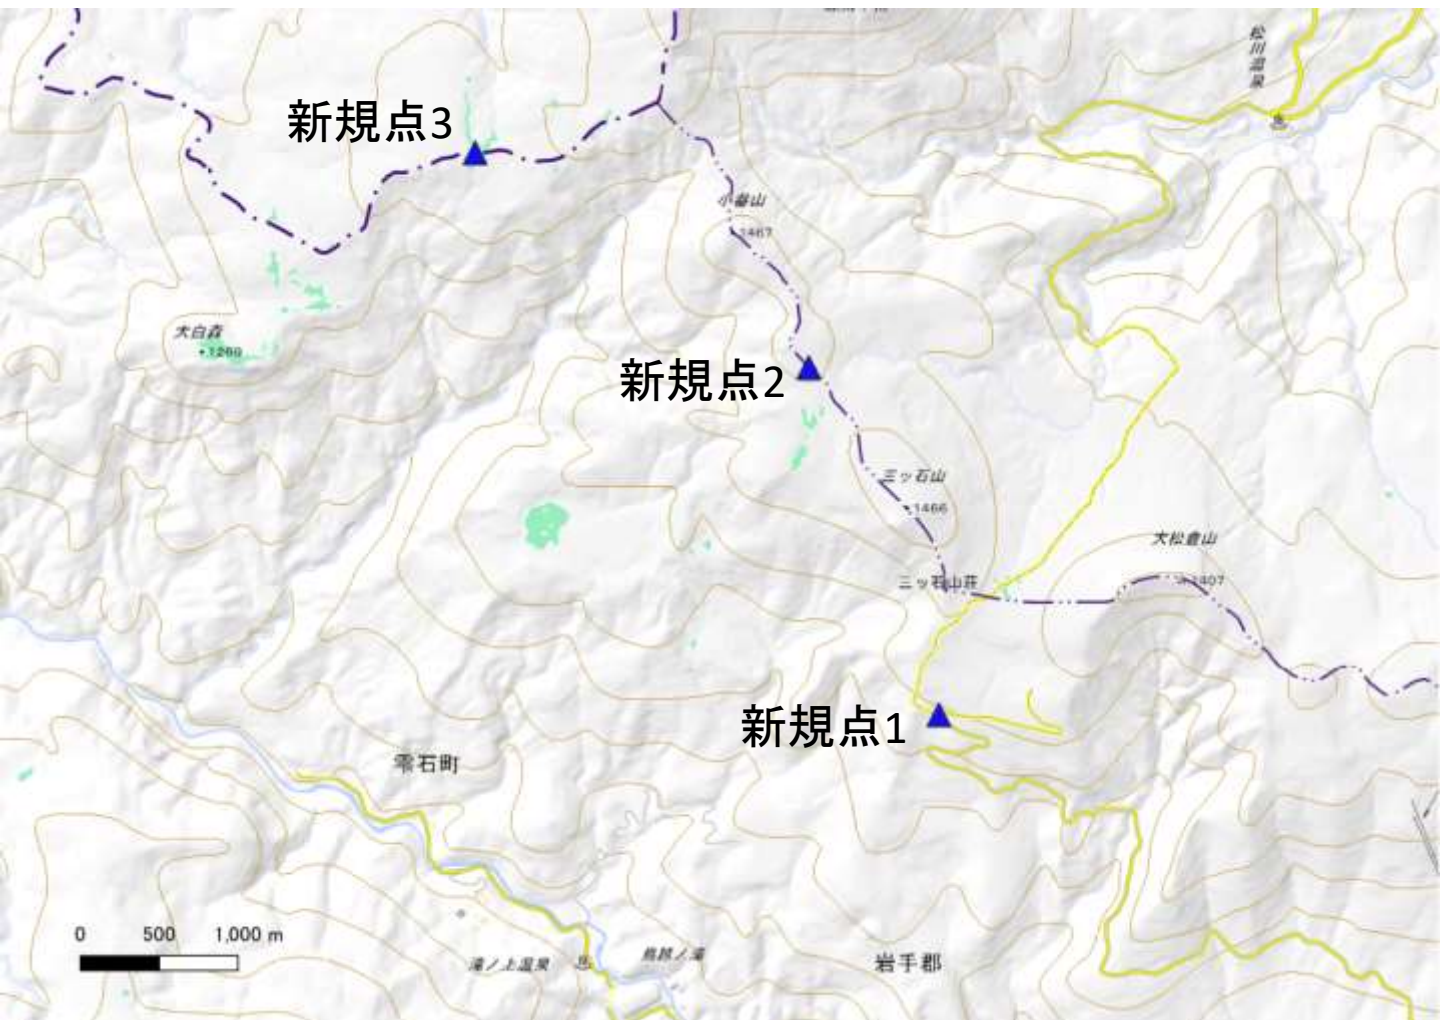 松川温泉
新規点3
小畚山
1467
大白森
1269
新規点2
三ッ石山
1466
大松倉山
1407
三ッ石山荘
新規点1
雫石町
0 500 1,000 m
滝ノ上温泉
鳥越ノ滝
岩手郡